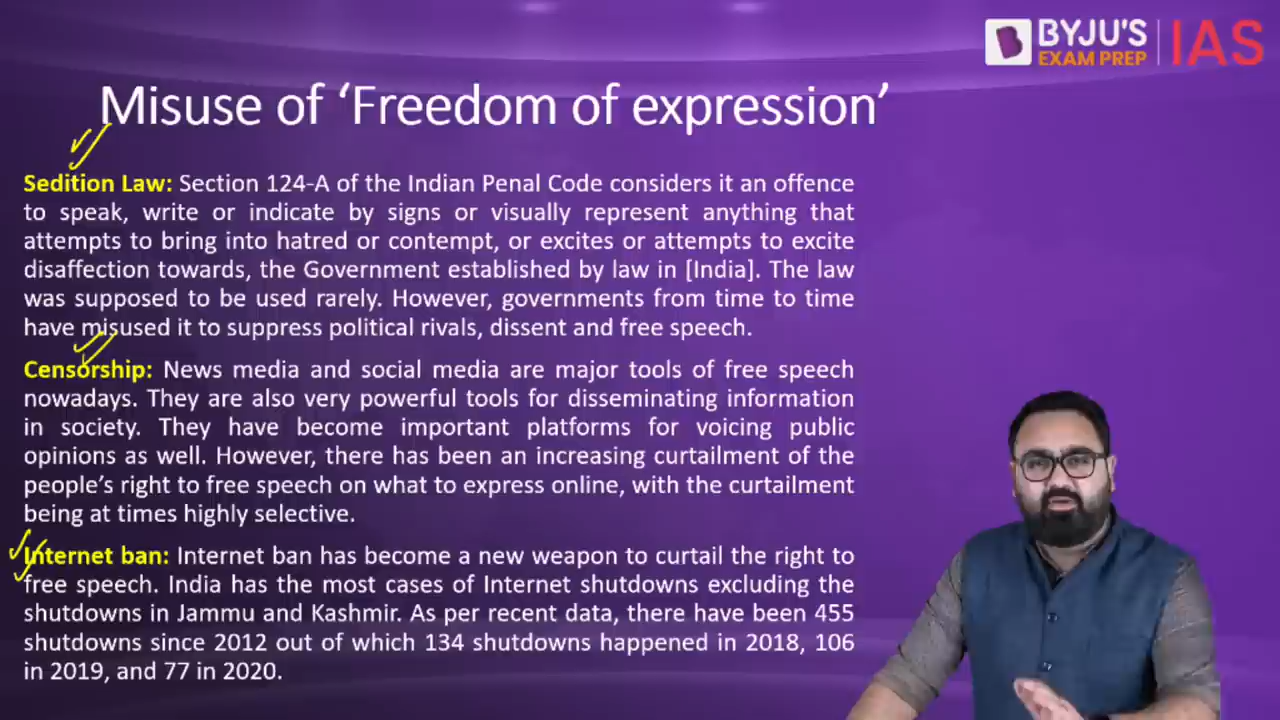 BYJU'S
EXAM PREP
IAS
Misuse of ‘Freedom of expression’
Sedition Law: Section 124-A of the Indian Penal Code considers it an offence
to speak, write or indicate by signs or visually represent anything that
attempts to bring into hatred or contempt, or excites or attempts to excite
disaffection towards, the Government established by law in [India]. The law
was supposed to be used rarely. However, governments from time to time
have misused it to suppress political rivals, dissent and free speech.
Censorship: News media and social media are major tools of free speech
nowadays. They are also very powerful tools for disseminating information
in society. They have become important platforms for voicing public
opinions as well. However, there has been an increasing curtailment of the
people’s right to free speech on what to express online, with the curtailment
being at times highly selective.
Internet ban: Internet ban has become a new weapon to curtail the right to
free speech. India has the most cases of Internet shutdowns excluding the
shutdowns in Jammu and Kashmir. As per recent data, there have been 455
shutdowns since 2012 out of which 134 shutdowns happened in 2018, 106
in 2019, and 77 in 2020.